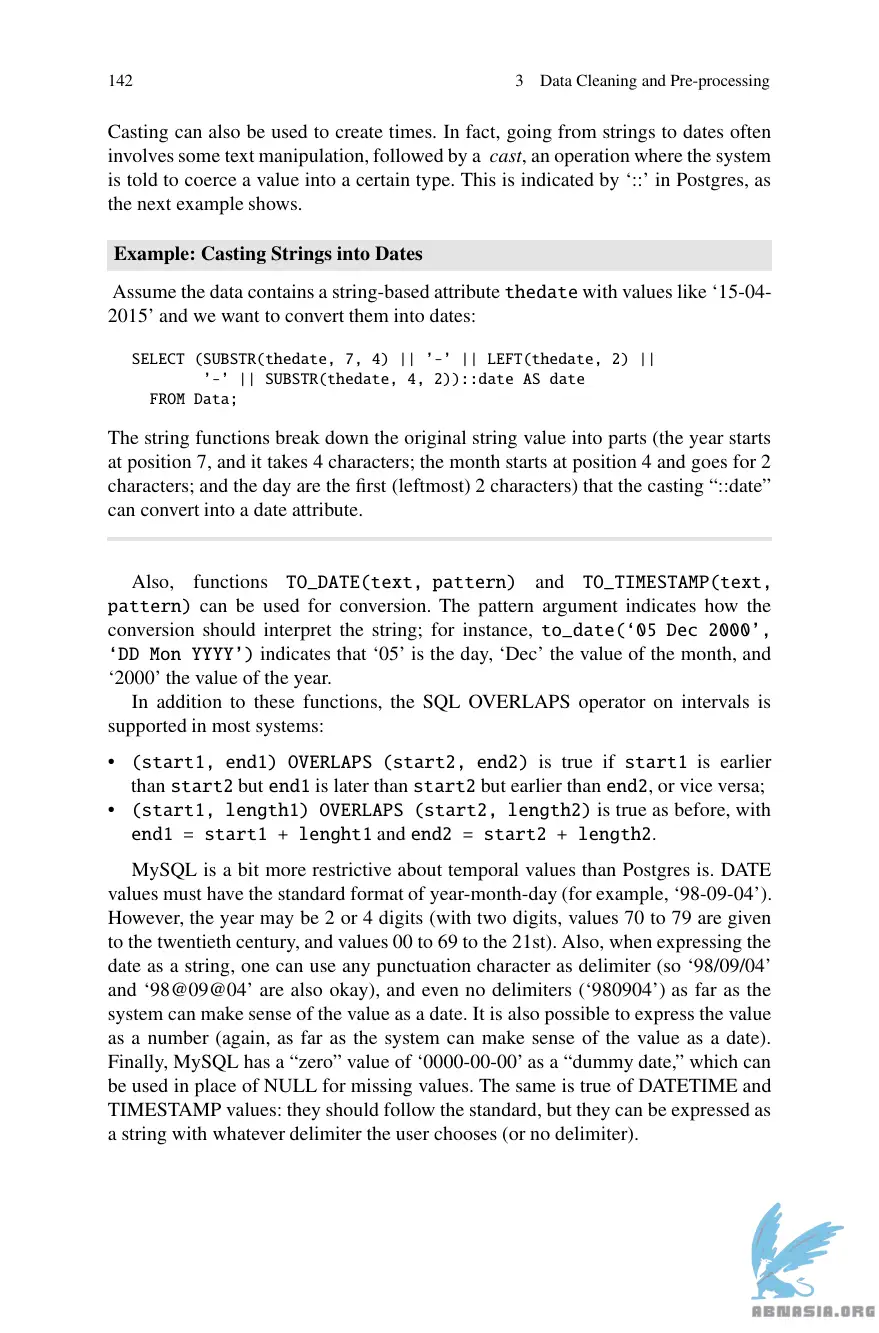 142
3 Data Cleaning and Pre-processing
Casting can also be used to create times. In fact, going from strings to dates often
involves some text manipulation, followed by a cast, an operation where the system
is told to coerce a value into a certain type. This is indicated by ‘::’ in Postgres, as
the next example shows.
Example: Casting Strings into Dates
Assume the data contains a string-based attribute thedate with values like ‘15-04-
2015’ and we want to convert them into dates:
SELECT (SUBSTR(thedate, 7, 4) || ’-’ || LEFT(thedate, 2) ||
’-’ || SUBSTR(thedate, 4, 2))::date AS date
FROM Data;
The string functions break down the original string value into parts (the year starts
at position 7, and it takes 4 characters; the month starts at position 4 and goes for 2
characters; and the day are the first (leftmost) 2 characters) that the casting “::date”
can convert into a date attribute.
Also, functions TO_DATE(text, pattern) and TO_TIMESTAMP(text,
pattern) can be used for conversion. The pattern argument indicates how the
conversion should interpret the string; for instance, to_date(‘05 Dec 2000’,
‘DD Mon YYYY’) indicates that ‘05’ is the day, ‘Dec’ the value of the month, and
‘2000’ the value of the year.
In addition to these functions, the SQL OVERLAPS operator on intervals is
supported in most systems:
• (start1, end1) OVERLAPS (start2, end2) is true if start1 is earlier
than start2 but end1 is later than start2 but earlier than end2, or vice versa;
• (start1, length1) OVERLAPS (start2, length2) is true as before, with
end1 = start1 + lenght1 and end2 = start2 + length2.
MySQL is a bit more restrictive about temporal values than Postgres is. DATE
values must have the standard format of year-month-day (for example, ‘98-09-04’).
However, the year may be 2 or 4 digits (with two digits, values 70 to 79 are given
to the twentieth century, and values 00 to 69 to the 21st). Also, when expressing the
date as a string, one can use any punctuation character as delimiter (so ‘98/09/04’
and ‘98@09@04’ are also okay), and even no delimiters (‘980904’) as far as the
system can make sense of the value as a date. It is also possible to express the value
as a number (again, as far as the system can make sense of the value as a date).
Finally, MySQL has a “zero” value of ‘0000-00-00’ as a “dummy date,” which can
be used in place of NULL for missing values. The same is true of DATETIME and
TIMESTAMP values: they should follow the standard, but they can be expressed as
a string with whatever delimiter the user chooses (or no delimiter).
ABNASIA.ORG